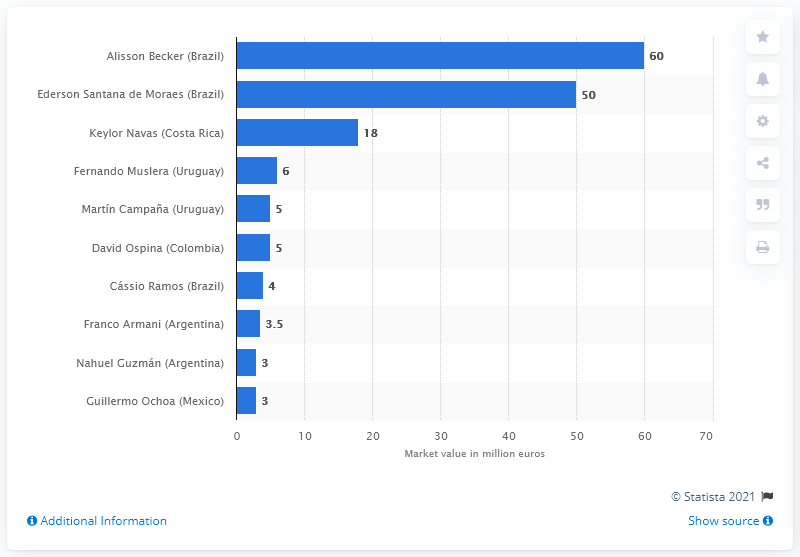 Alisson Becker (Brazil) 60
Ederson Santana de Moraes (Brazil) 50
Keylor Navas (Costa Rica) 18
Fernando Muslera (Uruguay) 6
Martín Campaña (Uruguay) 5
David Ospina (Colombia) 5
Cássio Ramos (Brazil) 4
Franco Armani (Argentina) 3.5
Nahuel Guzmán (Argentina) 3
Guillermo Ochoa (Mexico) 3
0 10 20 30 40 50 60 70
Market value in million euros
© Statista 2021
Additional Information
Show source